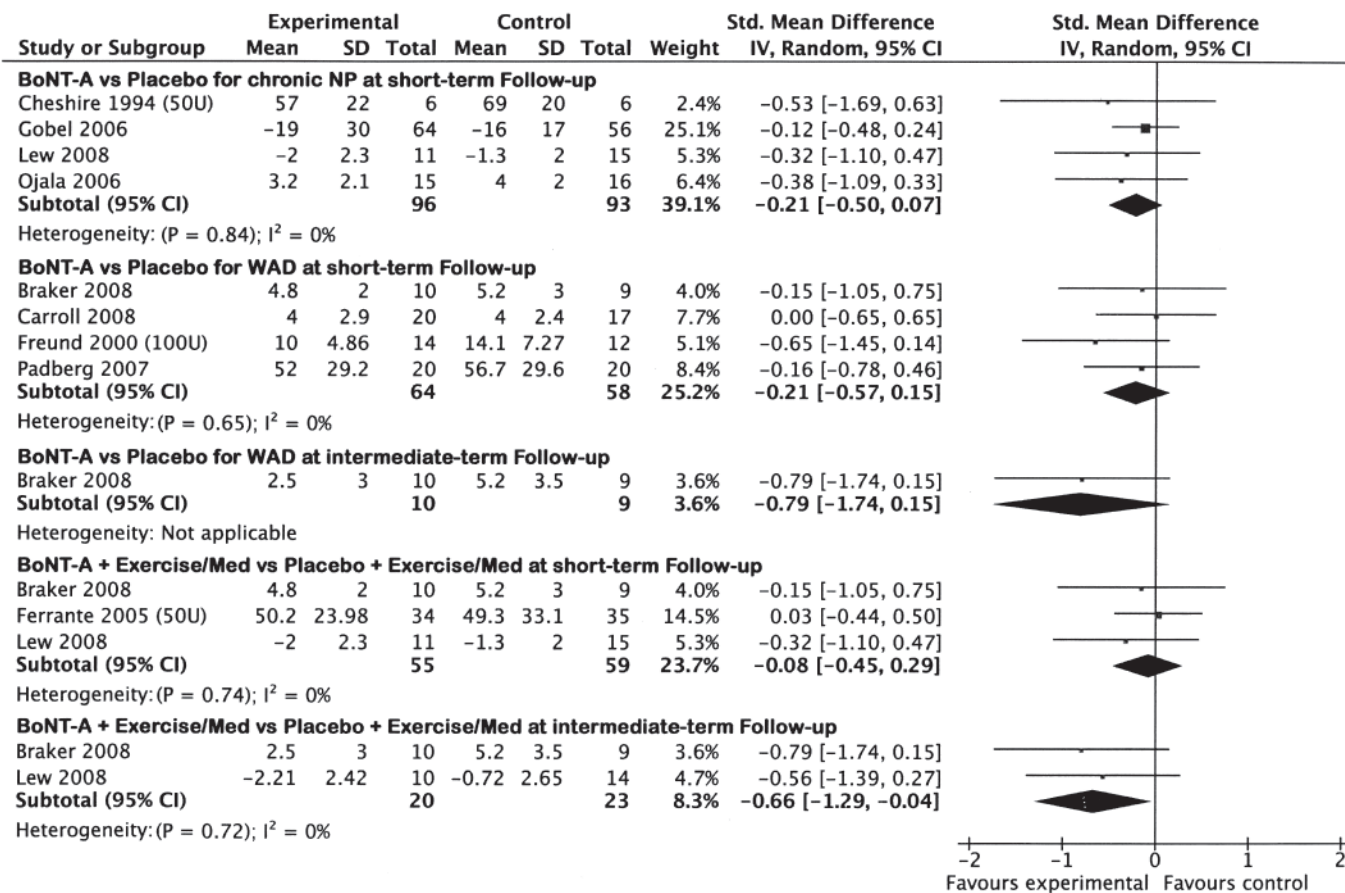 Experimental Control Std. Mean Difference Std. Mean Difference
Study or Subgroup Mean SD Total Mean SD Total Weight IV, Random, 95% CI IV, Random, 95% CI
BoNT-A vs Placebo for chronic NP at short-term Follow-up
Cheshire 1994 (50U) 57 22 6 69 20 6 2.4% −0.53 [−1.69, 0.63]
Gobel 2006 −19 30 64 −16 17 56 25.1% −0.12 [−0.48, 0.24]
Lew 2008 −2 2.3 11 −1.3 2 15 5.3% −0.32 [−1.10, 0.47]
Ojala 2006 3.2 2.1 15 4 2 16 6.4% −0.38 [−1.09, 0.33]
Subtotal (95% CI) 96 93 39.1% −0.21 [−0.50, 0.07]
Heterogeneity: (P = 0.84); I² = 0%
BoNT-A vs Placebo for WAD at short-term Follow-up
Braker 2008 4.8 2 10 5.2 3 9 4.0% −0.15 [−1.05, 0.75]
Carroll 2008 4 2.9 20 4 2.4 17 7.7% 0.00 [−0.65, 0.65]
Freund 2000 (100U) 10 4.86 14 14.1 7.27 12 5.1% −0.65 [−1.45, 0.14]
Padberg 2007 52 29.2 20 56.7 29.6 20 8.4% −0.16 [−0.78, 0.46]
Subtotal (95% CI) 64 58 25.2% −0.21 [−0.57, 0.15]
Heterogeneity: (P = 0.65); I² = 0%
BoNT-A vs Placebo for WAD at intermediate-term Follow-up
Braker 2008 2.5 3 10 5.2 3.5 9 3.6% −0.79 [−1.74, 0.15]
Subtotal (95% CI) 10 9 3.6% −0.79 [−1.74, 0.15]
Heterogeneity: Not applicable
BoNT-A + Exercise/Med vs Placebo + Exercise/Med at short-term Follow-up
Braker 2008 4.8 2 10 5.2 3 9 4.0% −0.15 [−1.05, 0.75]
Ferrante 2005 (50U) 50.2 23.98 34 49.3 33.1 35 14.5% 0.03 [−0.44, 0.50]
Lew 2008 −2 2.3 11 −1.3 2 15 5.3% −0.32 [−1.10, 0.47]
Subtotal (95% CI) 55 59 23.7% −0.08 [−0.45, 0.29]
Heterogeneity: (P = 0.74); I² = 0%
BoNT-A + Exercise/Med vs Placebo + Exercise/Med at intermediate-term Follow-up
Braker 2008 2.5 3 10 5.2 3.5 9 3.6% −0.79 [−1.74, 0.15]
Lew 2008 −2.21 2.42 10 −0.72 2.65 14 4.7% −0.56 [−1.39, 0.27]
Subtotal (95% CI) 20 23 8.3% −0.66 [−1.29, −0.04]
Heterogeneity: (P = 0.72); I² = 0%
−2 −1 0 1 2
Favours experimental Favours control